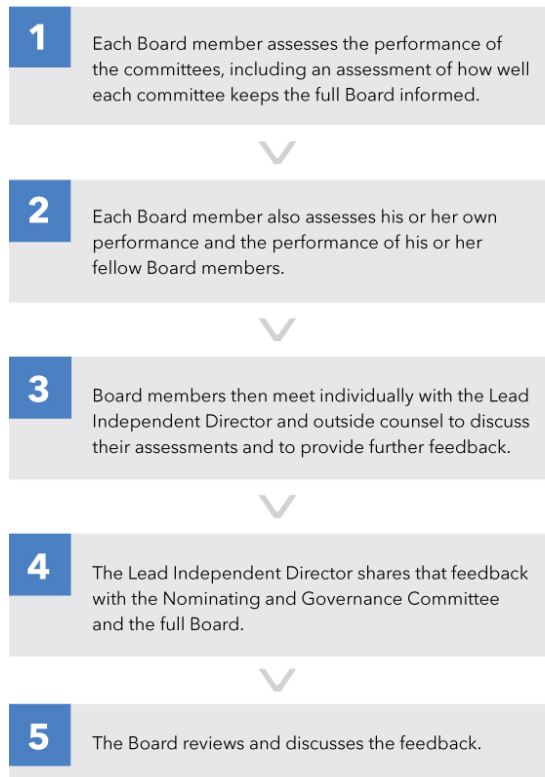 1
Each Board member assesses the performance of
the committees, including an assessment of how well
each committee keeps the full Board informed.
2
Each Board member also assesses his or her own
performance and the performance of his or her
fellow Board members.
3
Board members then meet individually with the Lead
Independent Director and outside counsel to discuss
their assessments and to provide further feedback.
4
The Lead Independent Director shares that feedback
with the Nominating and Governance Committee
and the full Board.
5
The Board reviews and discusses the feedback.